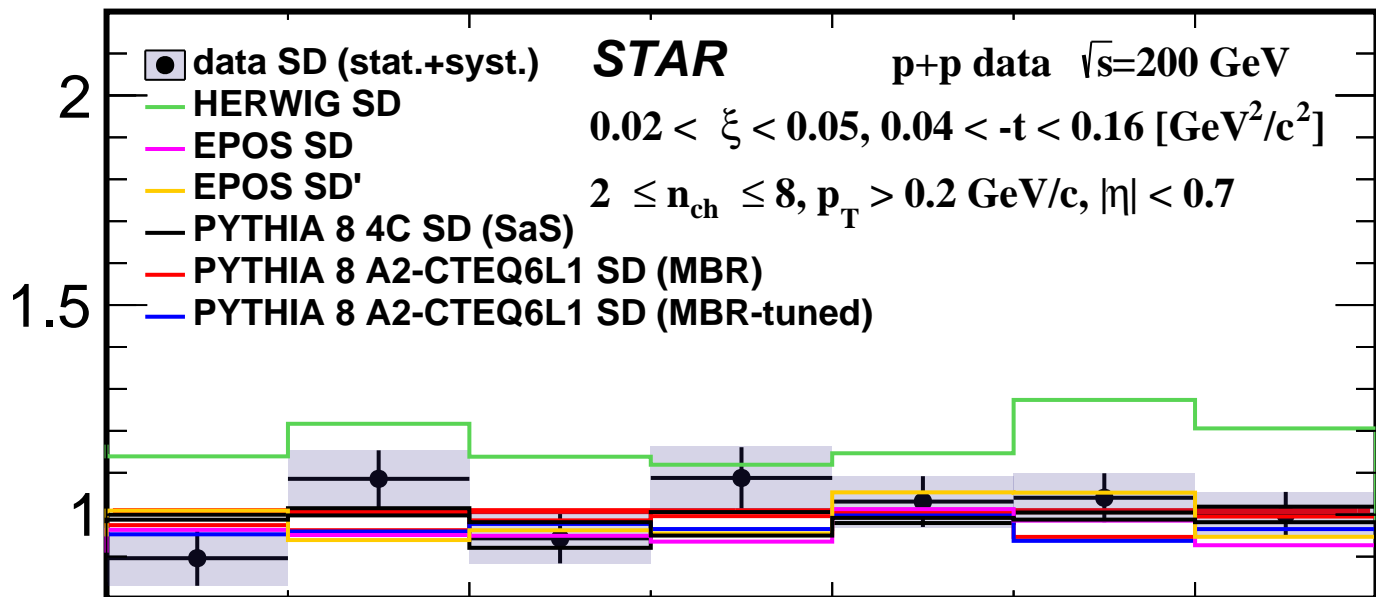 data SD (stat.+syst.) STAR p+p data √s=200 GeV
2
HERWIG SD
0.02 < ξ < 0.05, 0.04 < -t < 0.16 [GeV²/c²]
EPOS SD
EPOS SD'
2 ≤ n_ch ≤ 8, p_T > 0.2 GeV/c, |η| < 0.7
PYTHIA 8 4C SD (SaS)
PYTHIA 8 A2-CTEQ6L1 SD (MBR)
1.5
PYTHIA 8 A2-CTEQ6L1 SD (MBR-tuned)
1